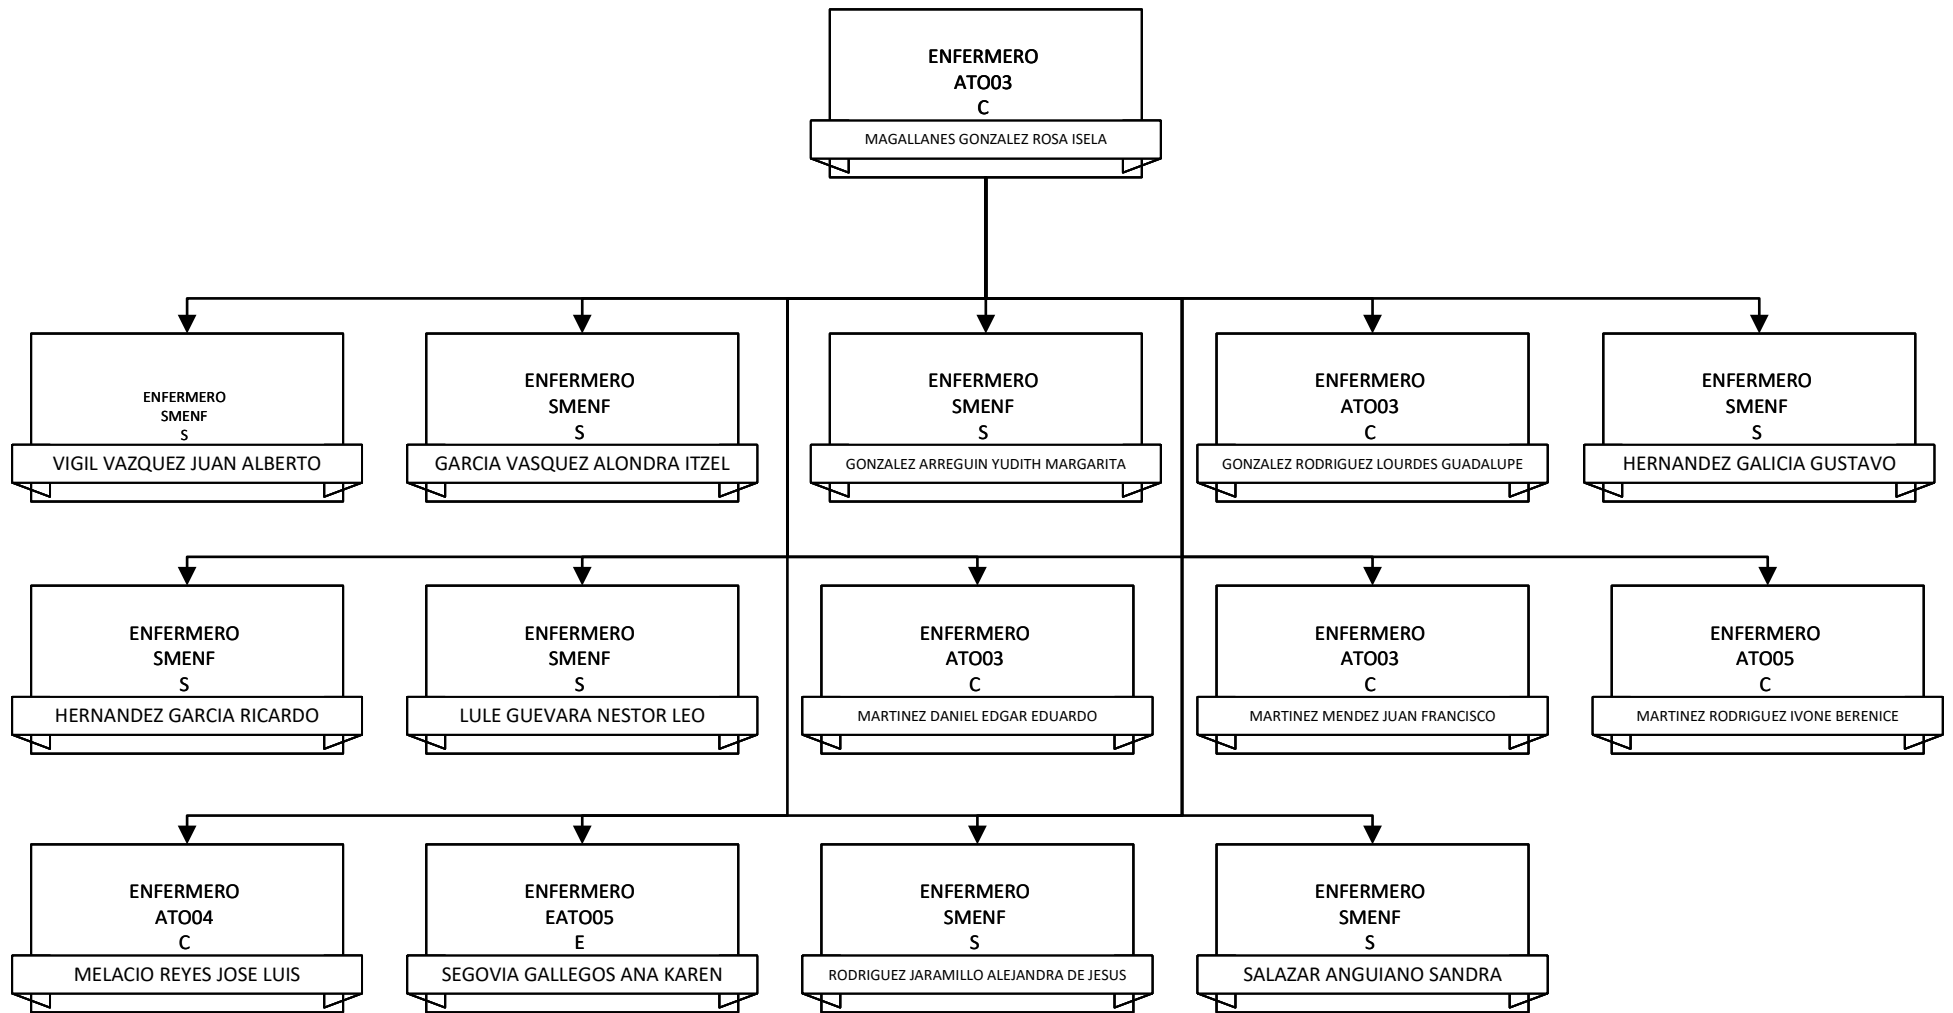 ENFERMERO
ATO03
C
MAGALLANES GONZALEZ ROSA ISELA
ENFERMERO
SMENF
S
VIGIL VAZQUEZ JUAN ALBERTO
ENFERMERO
SMENF
S
GARCIA VASQUEZ ALONDRA ITZEL
ENFERMERO
SMENF
S
GONZALEZ ARREGUIN YUDITH MARGARITA
ENFERMERO
ATO03
C
GONZALEZ RODRIGUEZ LOURDES GUADALUPE
ENFERMERO
SMENF
S
HERNANDEZ GALICIA GUSTAVO
ENFERMERO
SMENF
S
HERNANDEZ GARCIA RICARDO
ENFERMERO
SMENF
S
LULE GUEVARA NESTOR LEO
ENFERMERO
ATO03
C
MARTINEZ DANIEL EDGAR EDUARDO
ENFERMERO
ATO03
C
MARTINEZ MENDEZ JUAN FRANCISCO
ENFERMERO
ATO05
C
MARTINEZ RODRIGUEZ IVONE BERENICE
ENFERMERO
ATO04
C
MELACIO REYES JOSE LUIS
ENFERMERO
EATO05
E
SEGOVIA GALLEGOS ANA KAREN
ENFERMERO
SMENF
S
RODRIGUEZ JARAMILLO ALEJANDRA DE JESUS
ENFERMERO
SMENF
S
SALAZAR ANGUIANO SANDRA